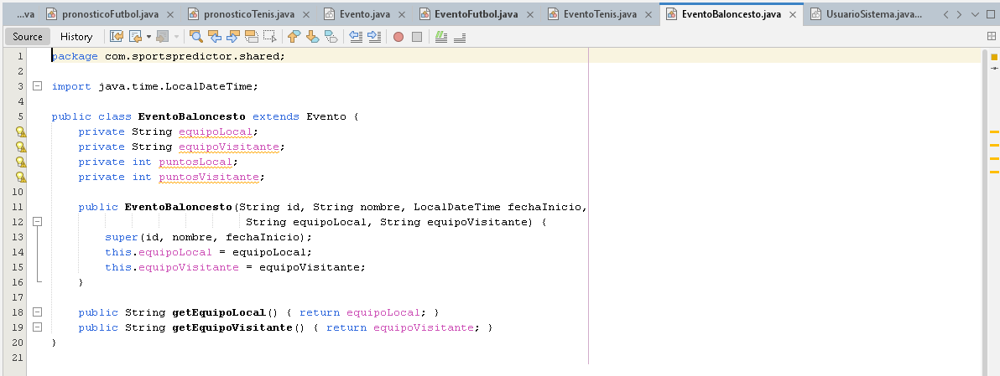 ...va pronosticoFutbol.java pronosticoTenis.java Evento.java EventoFutbol.java EventoTenis.java EventoBaloncesto.java UsuarioSistema.java...
Source History
1 package com.sportspredictor.shared;
2
3 import java.time.LocalDateTime;
4
5 public class EventoBaloncesto extends Evento {
private String equipoLocal;
private String equipoVisitante;
private int puntosLocal;
private int puntosVisitante;
10
11 public EventoBaloncesto(String id, String nombre, LocalDateTime fechaInicio,
12 String equipoLocal, String equipoVisitante) {
13 super(id, nombre, fechaInicio);
14 this.equipoLocal = equipoLocal;
15 this.equipoVisitante = equipoVisitante;
16 }
17
18 public String getEquipoLocal() { return equipoLocal; }
19 public String getEquipoVisitante() { return equipoVisitante; }
20 }
21